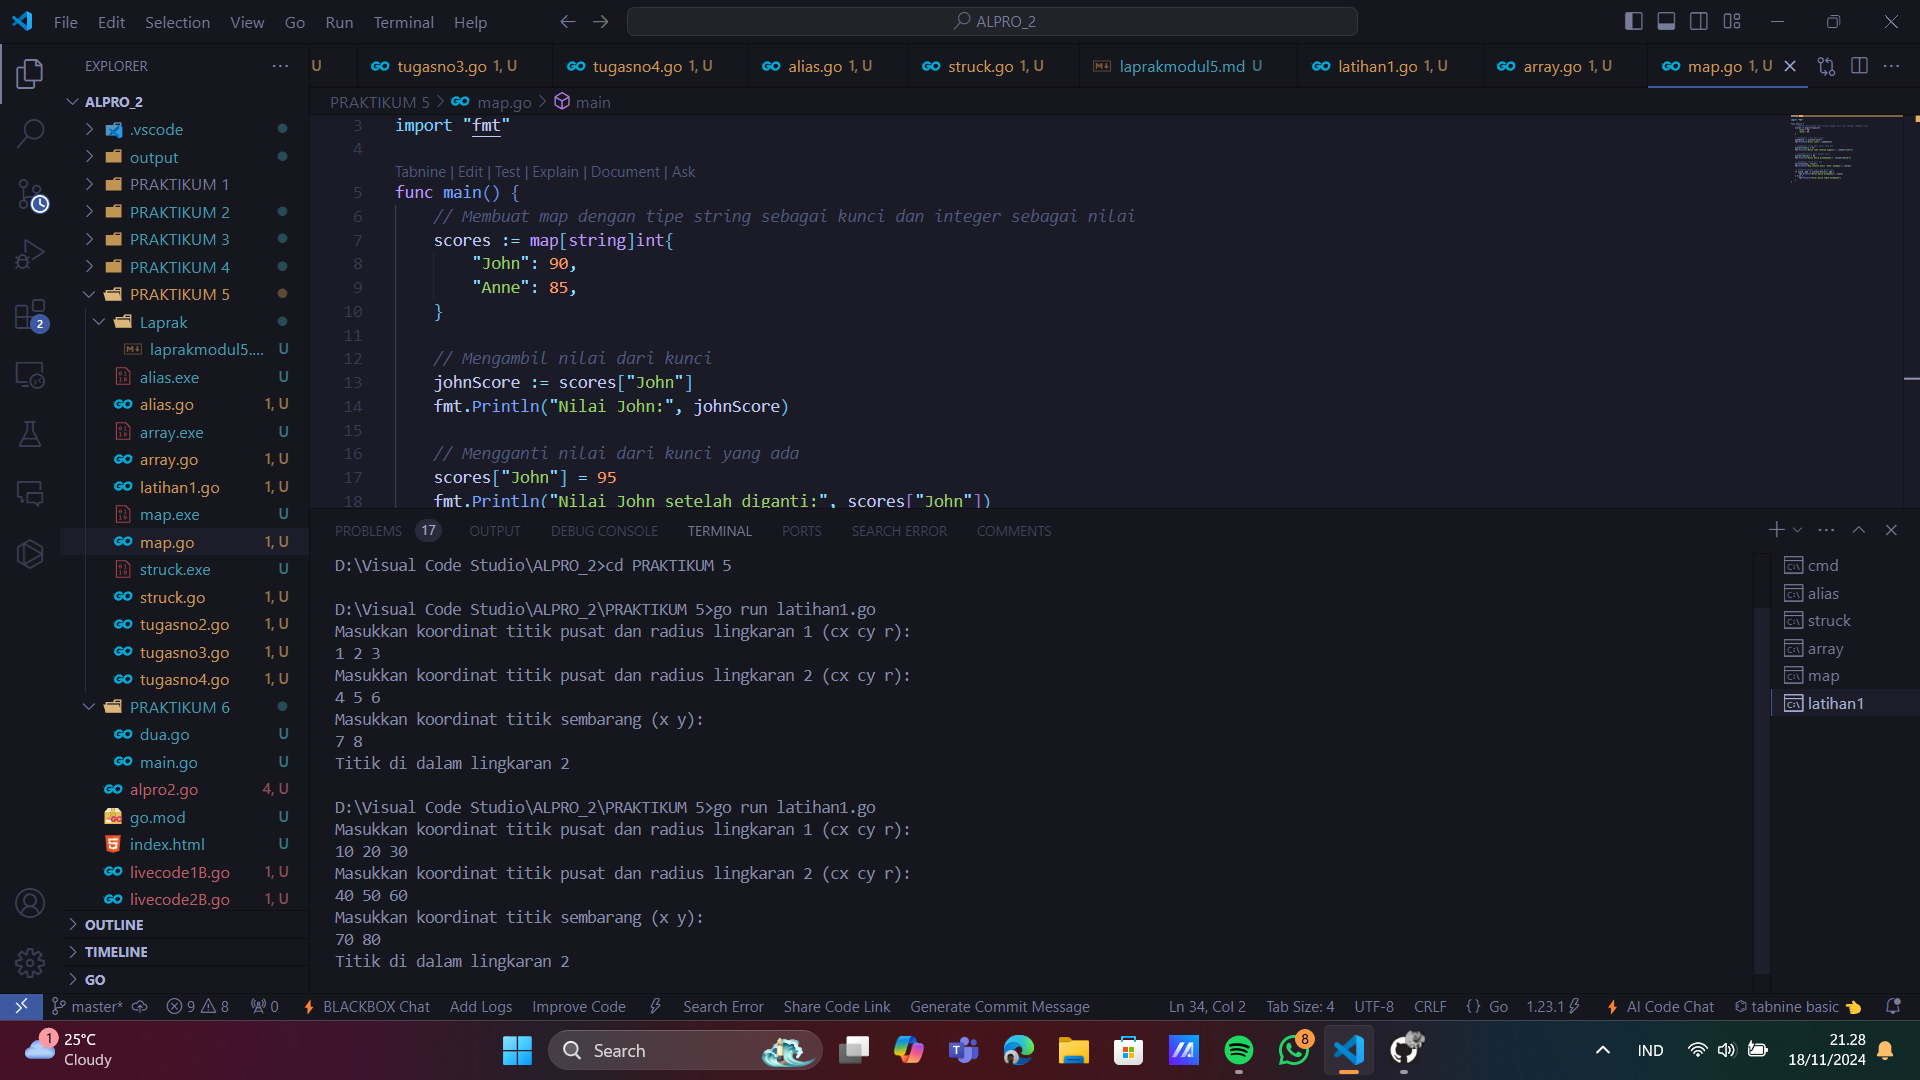 File Edit Selection View Go Run Terminal Help
ALPRO_2
EXPLORER
U
tugasno3.go 1, U
tugasno4.go 1, U
alias.go 1, U
struck.go 1, U
laprakmodul5.md U
latihan1.go 1, U
array.go 1, U
map.go 1, U
ALPRO_2
.vscode
output
PRAKTIKUM 1
PRAKTIKUM 2
PRAKTIKUM 3
PRAKTIKUM 4
PRAKTIKUM 5
Laprak
laprakmodul5.... U
alias.exe U
alias.go 1, U
array.exe U
array.go 1, U
latihan1.go 1, U
map.exe U
map.go 1, U
struck.exe U
struck.go 1, U
tugasno2.go 1, U
tugasno3.go 1, U
tugasno4.go 1, U
PRAKTIKUM 6
dua.go U
main.go U
alpro2.go 4, U
go.mod U
index.html U
livecode1B.go 1, U
livecode2B.go 1, U
OUTLINE
TIMELINE
GO
PRAKTIKUM 5 > map.go > main
3 import "fmt"
4
Tabnine | Edit | Test | Explain | Document | Ask
5 func main() {
6 // Membuat map dengan tipe string sebagai kunci dan integer sebagai nilai
7 scores := map[string]int{
8 "John": 90,
9 "Anne": 85,
10 }
11
12 // Mengambil nilai dari kunci
13 johnScore := scores["John"]
14 fmt.Println("Nilai John:", johnScore)
15
16 // Mengganti nilai dari kunci yang ada
17 scores["John"] = 95
18 fmt.Println("Nilai John setelah diganti:", scores["John"])
PROBLEMS 17 OUTPUT DEBUG CONSOLE TERMINAL PORTS SEARCH ERROR COMMENTS
D:\Visual Code Studio\ALPRO_2>cd PRAKTIKUM 5
D:\Visual Code Studio\ALPRO_2\PRAKTIKUM 5>go run latihan1.go
Masukkan koordinat titik pusat dan radius lingkaran 1 (cx cy r):
1 2 3
Masukkan koordinat titik pusat dan radius lingkaran 2 (cx cy r):
4 5 6
Masukkan koordinat titik sembarang (x y):
7 8
Titik di dalam lingkaran 2
D:\Visual Code Studio\ALPRO_2\PRAKTIKUM 5>go run latihan1.go
Masukkan koordinat titik pusat dan radius lingkaran 1 (cx cy r):
10 20 30
Masukkan koordinat titik pusat dan radius lingkaran 2 (cx cy r):
40 50 60
Masukkan koordinat titik sembarang (x y):
70 80
Titik di dalam lingkaran 2
cmd
alias
struck
array
map
latihan1
2
master* 9 8 0 BLACKBOX Chat Add Logs Improve Code Search Error Share Code Link Generate Commit Message Ln 34, Col 2 Tab Size: 4 UTF-8 CRLF {} Go 1.23.1 AI Code Chat tabnine basic
1
25°C
Cloudy
Search
8
IND
21.28
18/11/2024